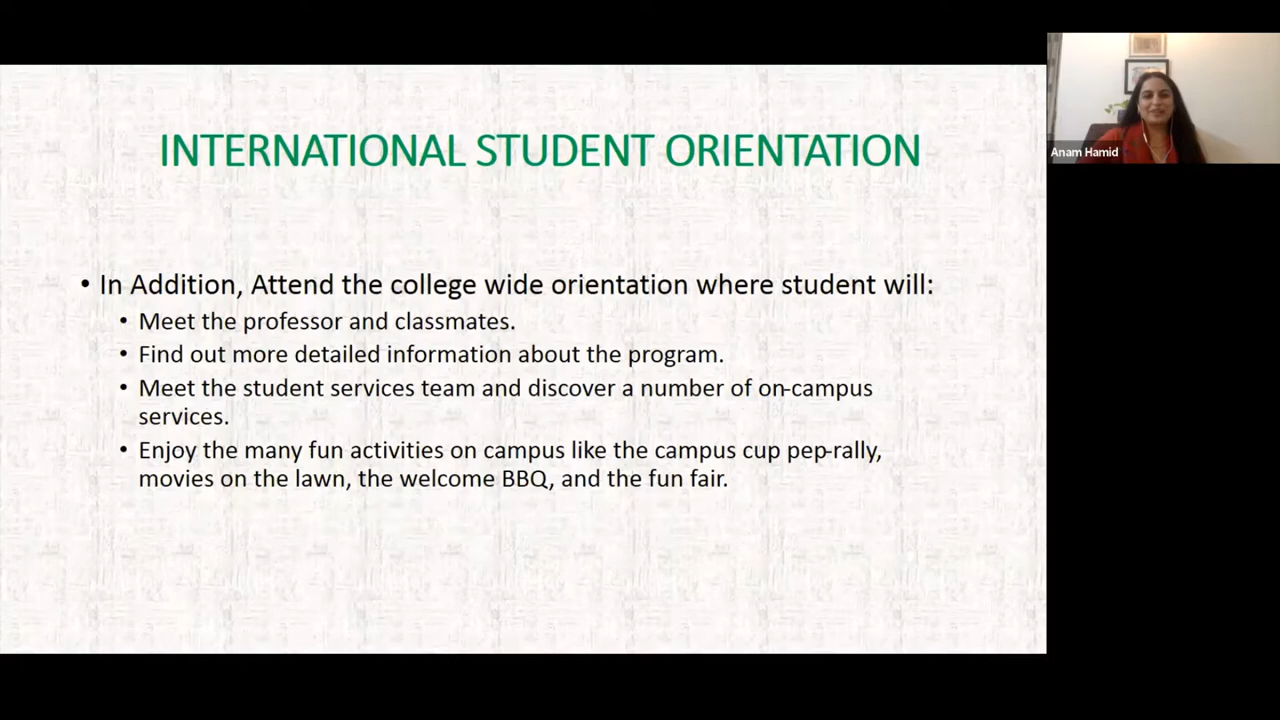 INTERNATIONAL STUDENT ORIENTATION
• In Addition, Attend the college wide orientation where student will:
• Meet the professor and classmates.
• Find out more detailed information about the program.
• Meet the student services team and discover a number of on-campus
services.
• Enjoy the many fun activities on campus like the campus cup pep-rally,
movies on the lawn, the welcome BBQ, and the fun fair.
Anam Hamid